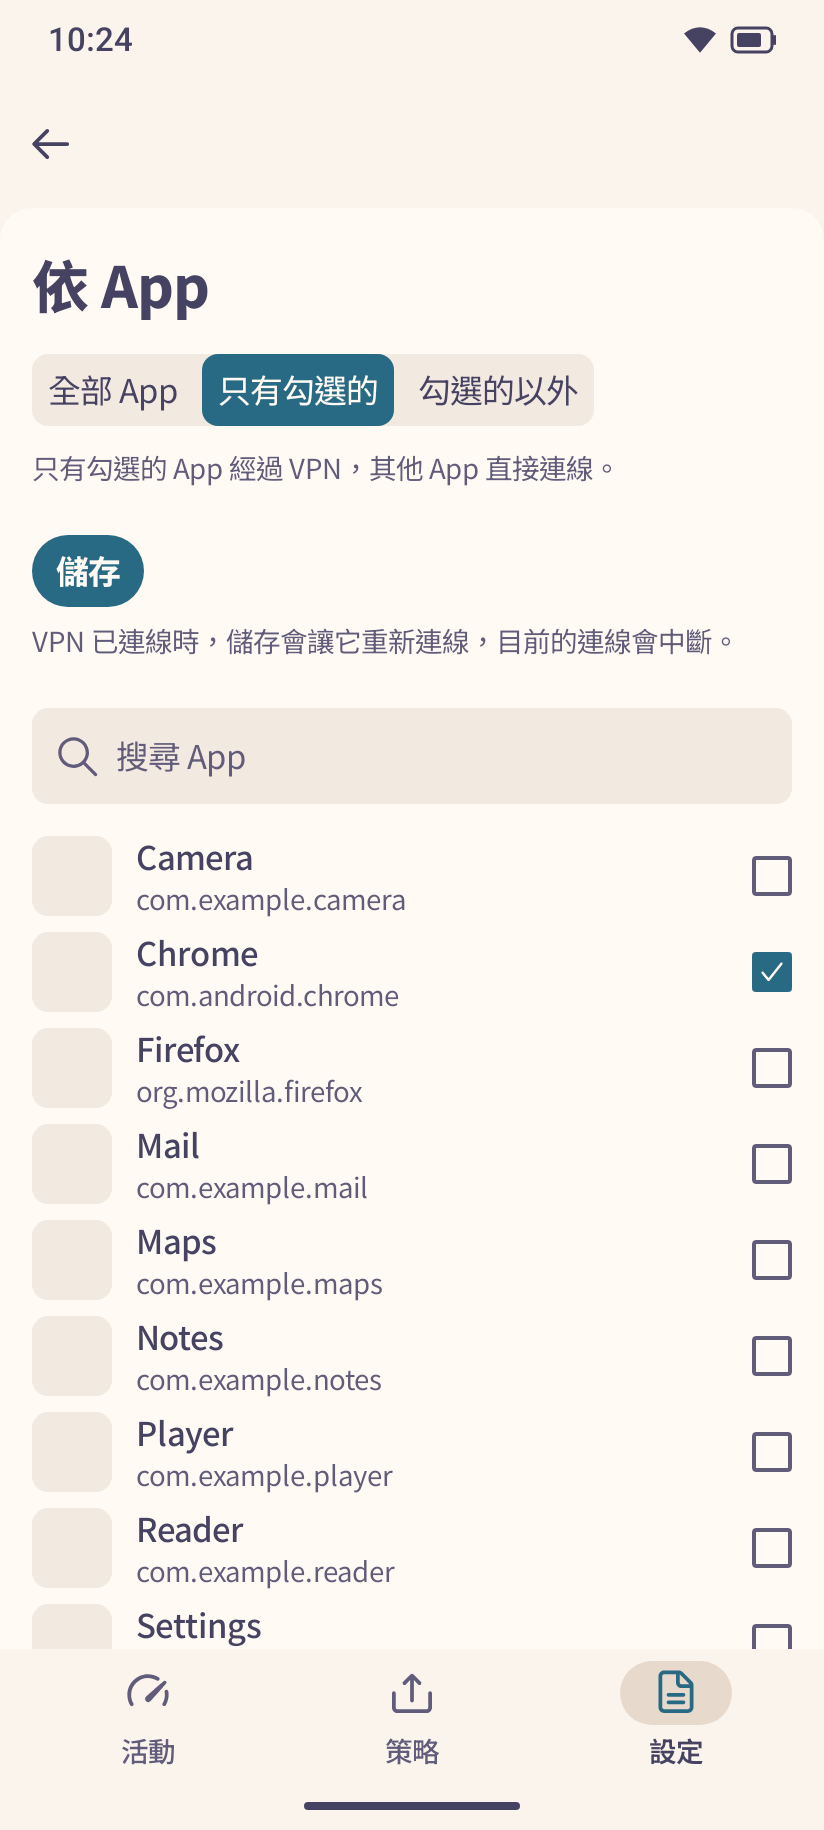 10:24
依 App
全部 App
只有勾選的
勾選的以外
只有勾選的 App 經過 VPN，其他 App 直接連線。
儲存
VPN 已連線時，儲存會讓它重新連線，目前的連線會中斷。
搜尋 App
Camera
com.example.camera
Chrome
com.android.chrome
Firefox
org.mozilla.firefox
Mail
com.example.mail
Maps
com.example.maps
Notes
com.example.notes
Player
com.example.player
Reader
com.example.reader
Settings
活動
策略
設定